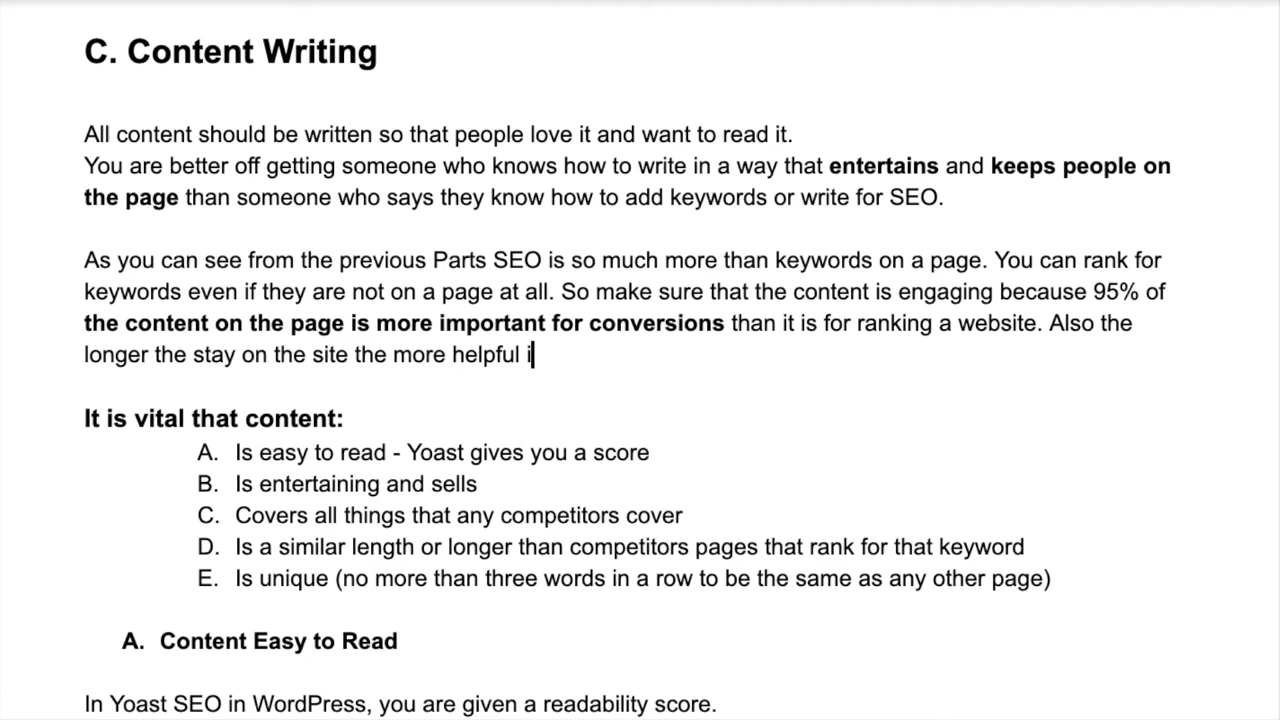 C. Content Writing
All content should be written so that people love it and want to read it.
You are better off getting someone who knows how to write in a way that entertains and keeps people on
the page than someone who says they know how to add keywords or write for SEO.
As you can see from the previous Parts SEO is so much more than keywords on a page. You can rank for
keywords even if they are not on a page at all. So make sure that the content is engaging because 95% of
the content on the page is more important for conversions than it is for ranking a website. Also the
longer the stay on the site the more helpful i
It is vital that content:
A. Is easy to read - Yoast gives you a score
B. Is entertaining and sells
C. Covers all things that any competitors cover
D. Is a similar length or longer than competitors pages that rank for that keyword
E. Is unique (no more than three words in a row to be the same as any other page)
A. Content Easy to Read
In Yoast SEO in WordPress, you are given a readability score.